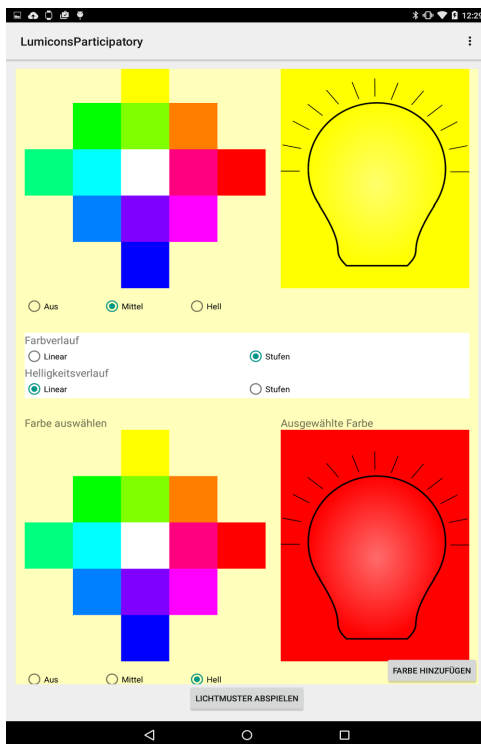 12:29
LumiconsParticipatory
Aus Mittel Hell
Farbverlauf
Linear Stufen
Helligkeitsverlauf
Linear Stufen
Farbe auswählen Ausgewählte Farbe
Aus Mittel Hell
FARBE HINZUFÜGEN
LICHTMUSTER ABSPIELEN